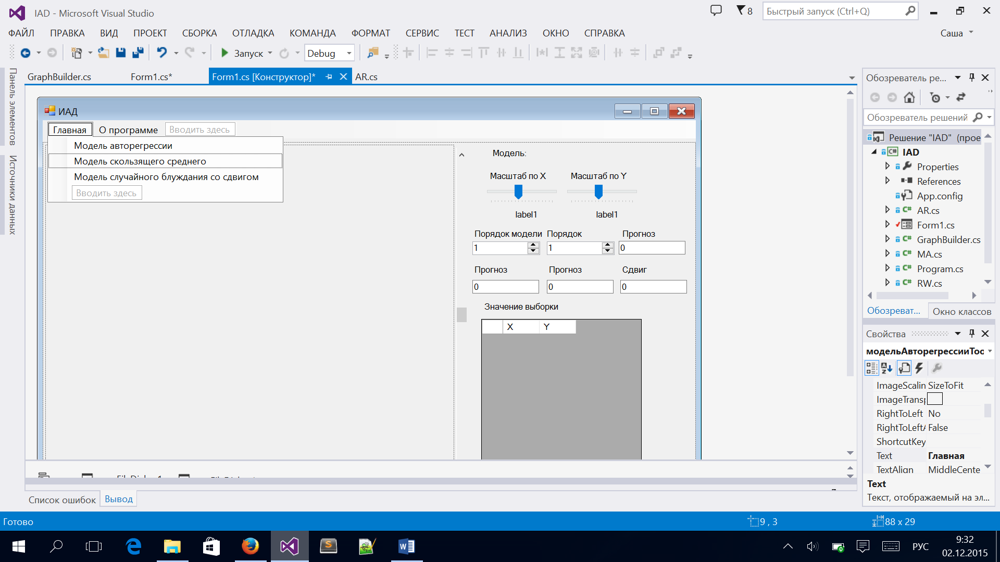 IAD - Microsoft Visual Studio
8
Быстрый запуск (Ctrl+Q)
ФАЙЛ ПРАВКА ВИД ПРОЕКТ СБОРКА ОТЛАДКА КОМАНДА ФОРМАТ СЕРВИС ТЕСТ АНАЛИЗ ОКНО СПРАВКА
Саша
Запуск Debug
Панель элементов
Источники данных
GraphBuilder.cs Form1.cs* Form1.cs [Конструктор]* AR.cs
ИАД
Главная О программе Вводить здесь
Модель авторегрессии
Модель скользящего среднего
Модель случайного блуждания со сдвигом
Вводить здесь
Модель:
Масштаб по X Масштаб по Y
label1 label1
Порядок модели Порядок Прогноз
1 1 0
Прогноз Прогноз Сдвиг
0 0 0
Значение выборки
X Y
Список ошибок Вывод
Обозреватель ре...
Обозреватель решений
Решение "IAD" (прое
IAD
Properties
References
App.config
AR.cs
Form1.cs
GraphBuilder.cs
MA.cs
Program.cs
RW.cs
Обозреват... Окно классов
Свойства
модельАвторегрессииToo
ImageScalin SizeToFit
ImageTransp
RightToLeft No
RightToLeftA False
ShortcutKey
Text Главная
TextAlign MiddleCente
Text
Текст, отображаемый на эл...
Готово
9 , 3
88 x 29
РУС
9:32
02.12.2015